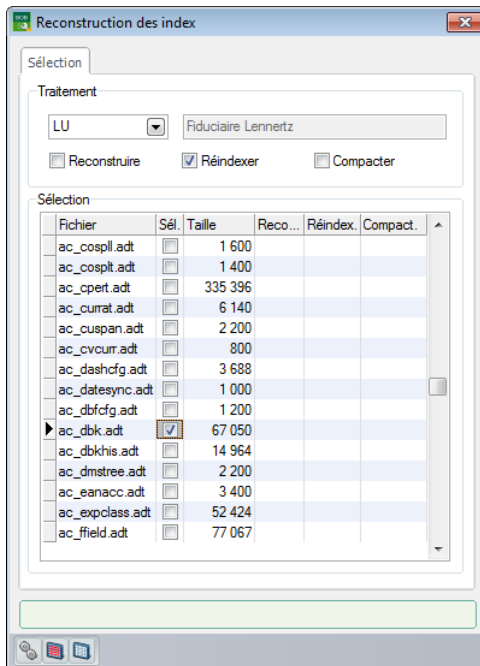 BOB
Reconstruction des index
Sélection
Traitement
LU Fiduciaire Lennertz
Reconstruire Réindexer Compacter
Sélection
Fichier Sél. Taille Reco... Réindex. Compact.
ac_cospll.adt 1 600
ac_cosplt.adt 1 400
ac_cpert.adt 335 396
ac_currat.adt 6 140
ac_cuspan.adt 2 200
ac_cvcurr.adt 800
ac_dashcfg.adt 3 688
ac_datesync.adt 1 000
ac_dbfcfg.adt 1 200
ac_dbk.adt 67 050
ac_dbkhis.adt 14 964
ac_dmstree.adt 2 200
ac_eanacc.adt 3 400
ac_expclass.adt 52 424
ac_ffield.adt 77 067